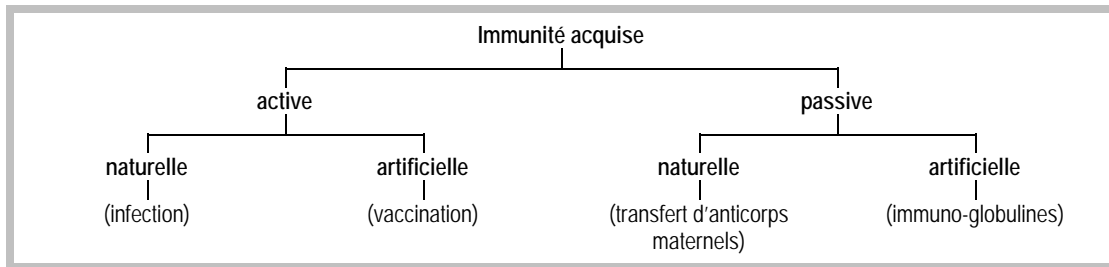 Immunité acquise
active passive
naturelle artificielle naturelle artificielle
(infection) (vaccination) (transfert d'anticorps (immuno-globulines)
maternels)